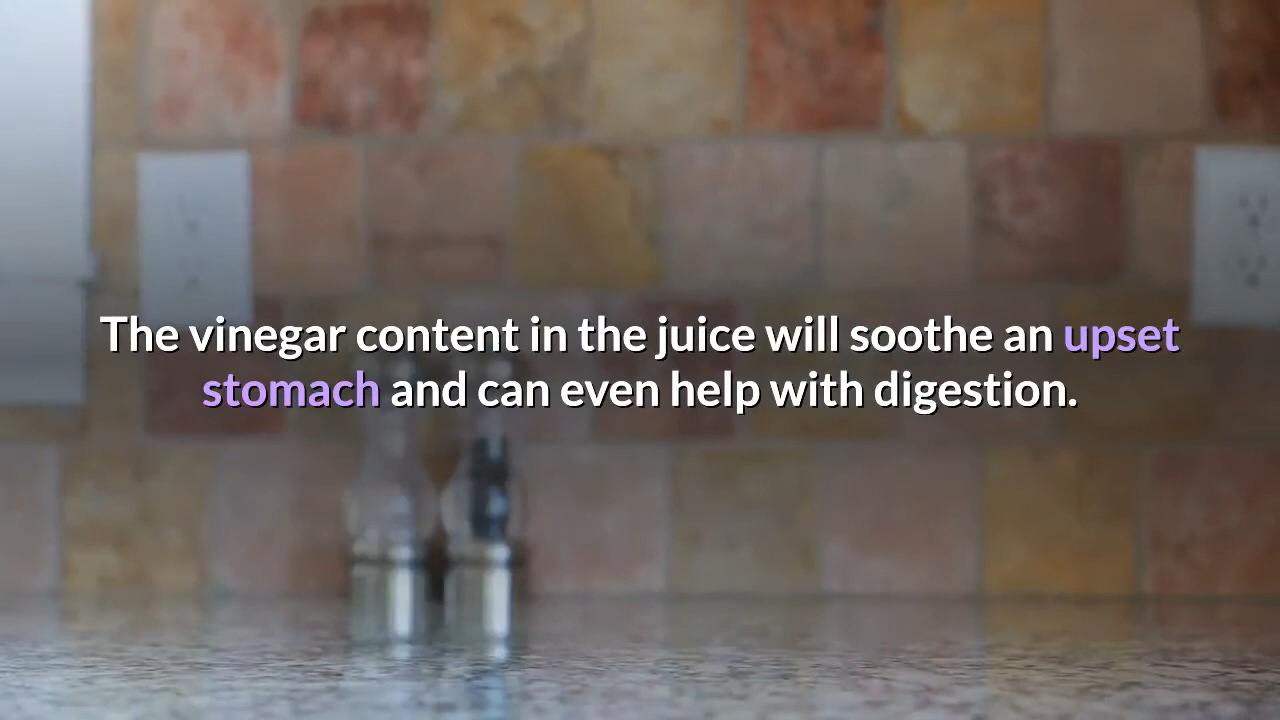 The vinegar content in the juice will soothe an upset
stomach and can even help with digestion.